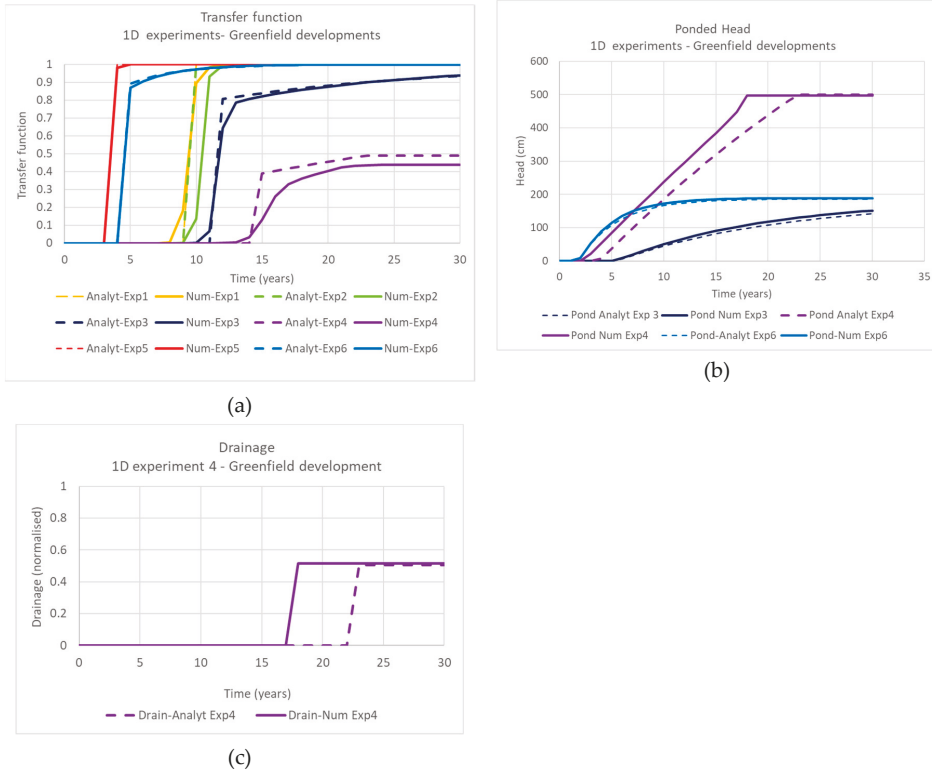 Transfer function
1D experiments- Greenfield developments
Transfer function
1
0.9
0.8
0.7
0.6
0.5
0.4
0.3
0.2
0.1
0
0 5 10 15 20 25 30
Time (years)
Analyt-Exp1 Num-Exp1 Analyt-Exp2 Num-Exp2
Analyt-Exp3 Num-Exp3 Analyt-Exp4 Num-Exp4
Analyt-Exp5 Num-Exp5 Analyt-Exp6 Num-Exp6
(a)
Ponded Head
1D experiments - Greenfield developments
Head (cm)
600
500
400
300
200
100
0
0 5 10 15 20 25 30 35
Time (years)
Pond Analyt Exp 3 Pond Num Exp3 Pond Analyt Exp4
Pond Num Exp4 Pond-Analyt Exp6 Pond-Num Exp6
(b)
Drainage
1D experiment 4 - Greenfield development
Drainage (normalised)
1
0.8
0.6
0.4
0.2
0
0 5 10 15 20 25 30
Time (years)
Drain-Analyt Exp4 Drain-Num Exp4
(c)